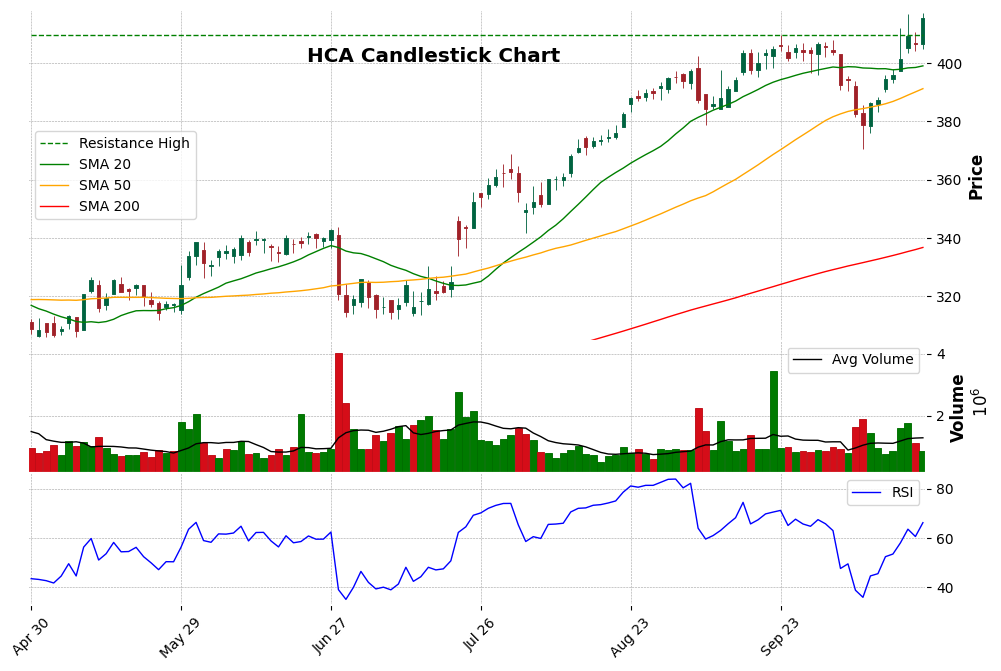 HCA Candlestick Chart
Resistance High
SMA 20
SMA 50
SMA 200
400
380
360
340
320
Price
Avg Volume
4
2
Volume
10^6
RSI
80
60
40
Apr 30
May 29
Jun 27
Jul 26
Aug 23
Sep 23